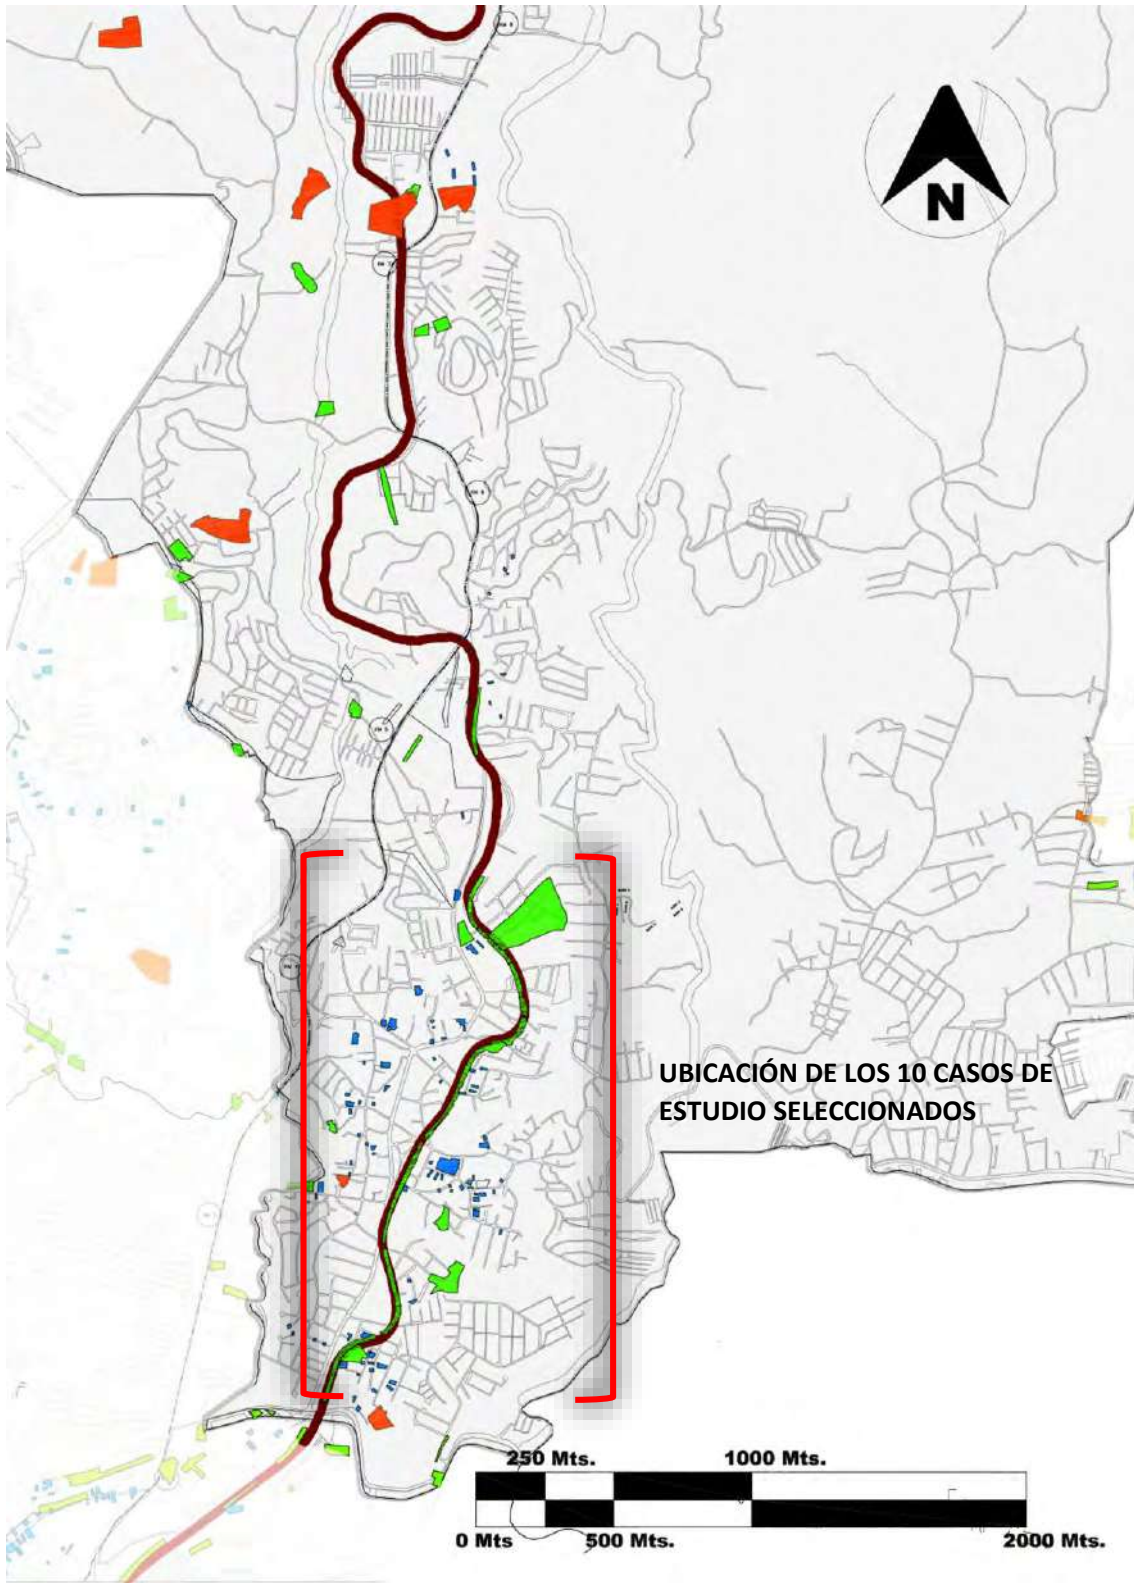 N
UBICACIÓN DE LOS 10 CASOS DE
ESTUDIO SELECCIONADOS
250 Mts.
1000 Mts.
0 Mts
500 Mts.
2000 Mts.